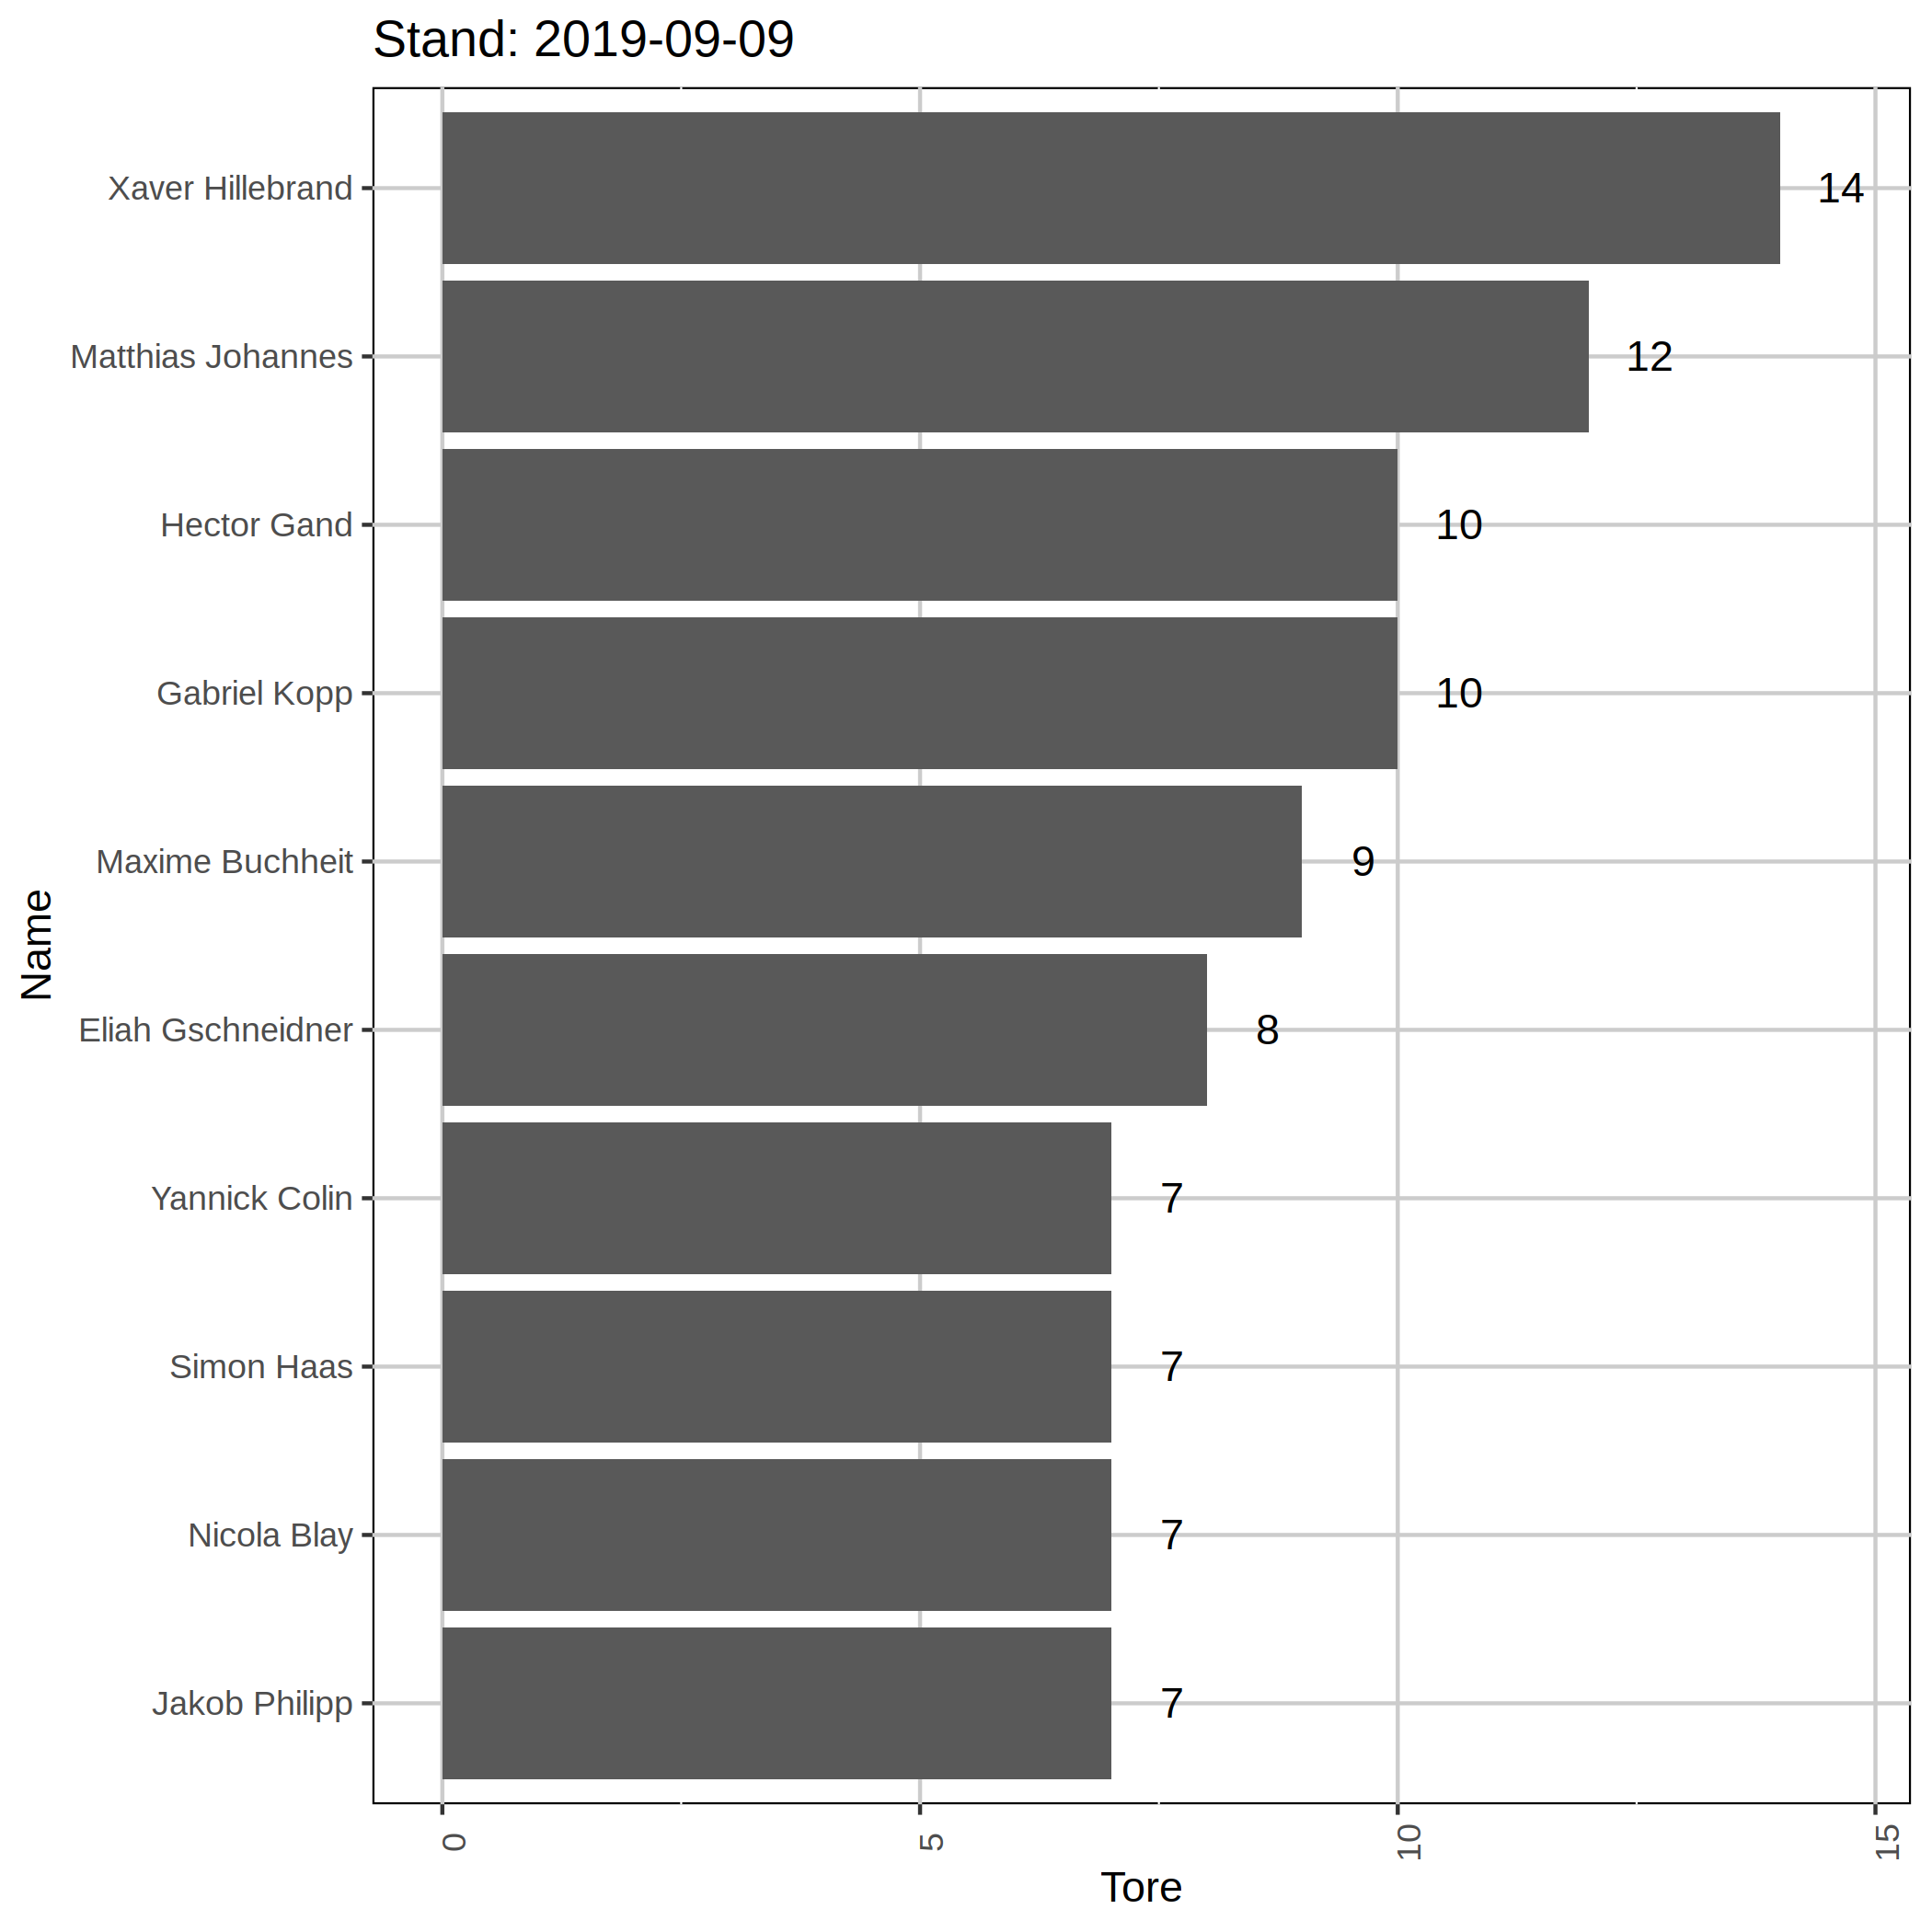 Stand: 2019-09-09
Name
Xaver Hillebrand 14
Matthias Johannes 12
Hector Gand 10
Gabriel Kopp 10
Maxime Buchheit 9
Eliah Gschneidner 8
Yannick Colin 7
Simon Haas 7
Nicola Blay 7
Jakob Philipp 7
0 5 10 15
Tore